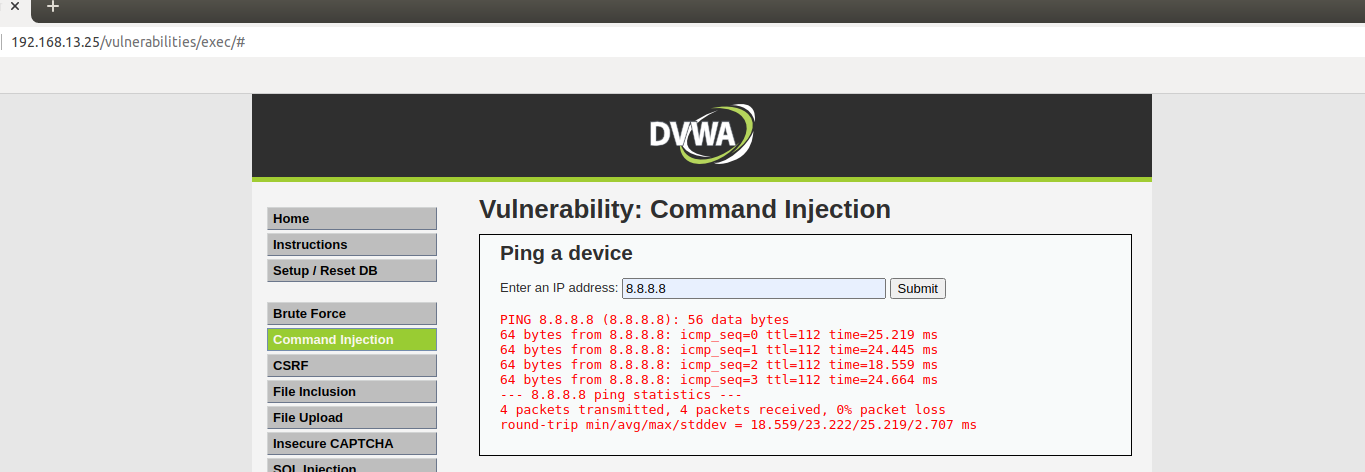 192.168.13.25/vulnerabilities/exec/#
DVWA
Vulnerability: Command Injection
Home
Instructions
Setup / Reset DB
Brute Force
Command Injection
CSRF
File Inclusion
File Upload
Insecure CAPTCHA
SQL Injection
Ping a device
Enter an IP address: 8.8.8.8 Submit
PING 8.8.8.8 (8.8.8.8): 56 data bytes
64 bytes from 8.8.8.8: icmp_seq=0 ttl=112 time=25.219 ms
64 bytes from 8.8.8.8: icmp_seq=1 ttl=112 time=24.445 ms
64 bytes from 8.8.8.8: icmp_seq=2 ttl=112 time=18.559 ms
64 bytes from 8.8.8.8: icmp_seq=3 ttl=112 time=24.664 ms
--- 8.8.8.8 ping statistics ---
4 packets transmitted, 4 packets received, 0% packet loss
round-trip min/avg/max/stddev = 18.559/23.222/25.219/2.707 ms